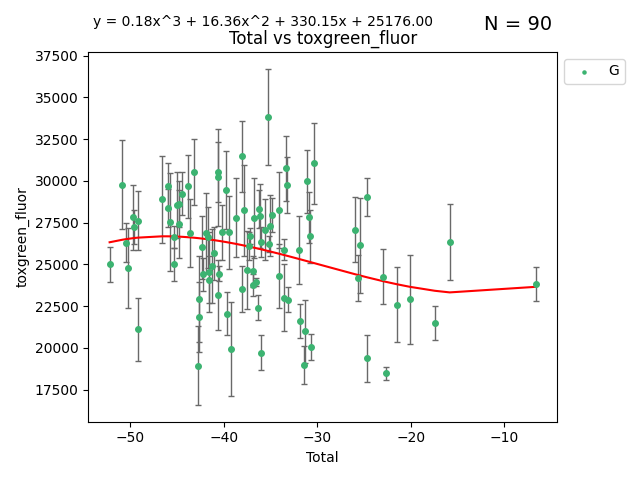 y = 0.18x^3 + 16.36x^2 + 330.15x + 25176.00
N = 90
Total vs toxgreen_fluor
G
37500
35000
32500
30000
27500
25000
22500
20000
17500
toxgreen_fluor
−50
−40
−30
−20
−10
Total